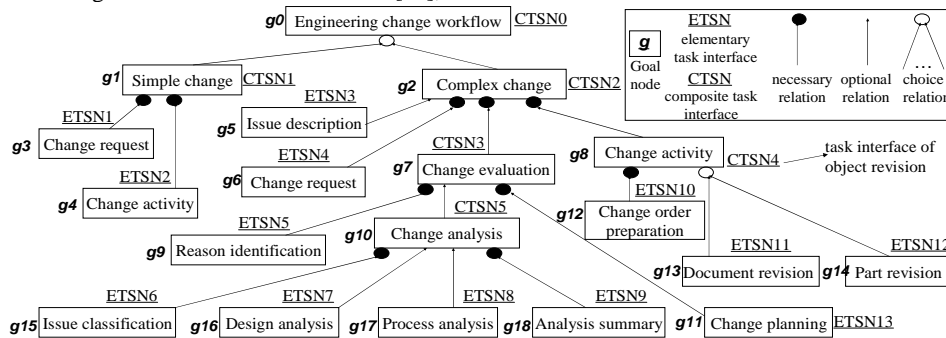 g0 Engineering change workflow CTSN0
g1 Simple change CTSN1
g2 Complex change CTSN2
ETSN
elementary
task interface
CTSN
composite task
interface
g
Goal
node
necessary
relation
optional
relation
...
choice
relation
ETSN1
g3 Change request
ETSN2
g4 Change activity
ETSN3
g5 Issue description
ETSN4
g6 Change request
CTSN3
g7 Change evaluation
g8 Change activity CTSN4
task interface of
object revision
ETSN5
g9 Reason identification
CTSN5
g10 Change analysis
ETSN10
g12 Change order
preparation
ETSN11
g13 Document revision
ETSN12
g14 Part revision
ETSN6
g15 Issue classification
ETSN7
g16 Design analysis
ETSN8
g17 Process analysis
ETSN9
g18 Analysis summary
g11 Change planning ETSN13